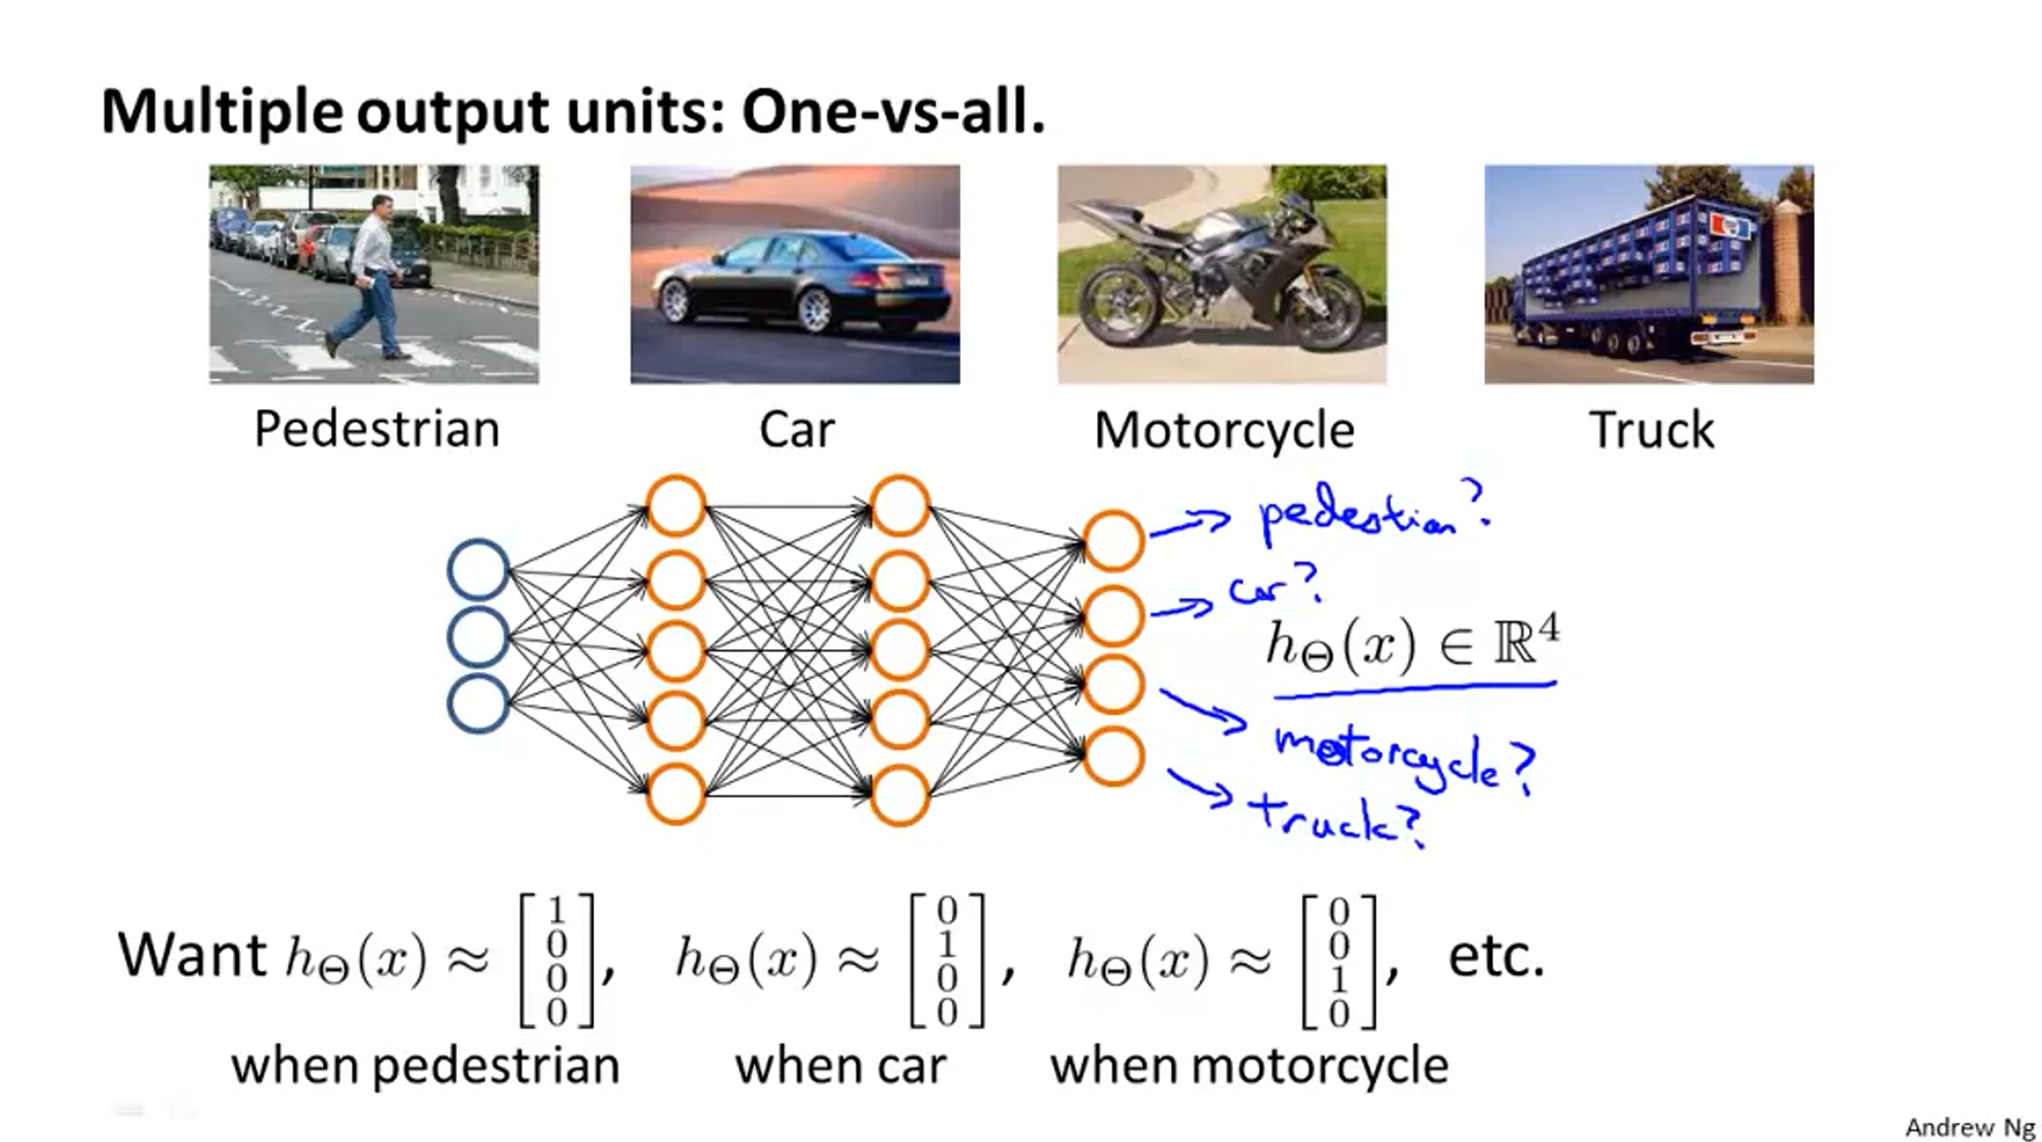 Multiple output units: One-vs-all.
Pedestrian Car Motorcycle Truck
pedestian?
car?
hΘ(x) ∈ ℝ⁴
motorcycle?
truck?
Want hΘ(x) ≈ [1 0 0 0], hΘ(x) ≈ [0 1 0 0], hΘ(x) ≈ [0 0 1 0], etc.
when pedestrian when car when motorcycle
Andrew Ng